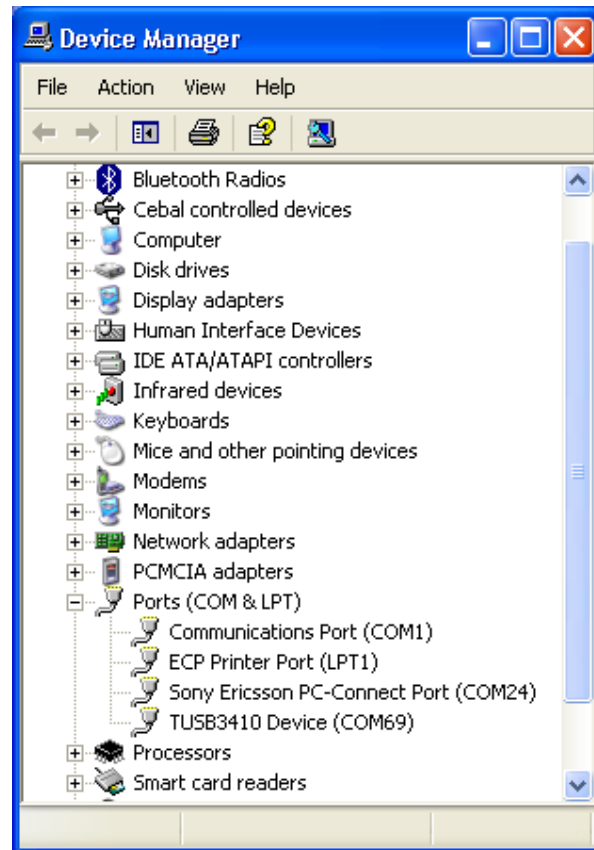 Device Manager
File Action View Help
Bluetooth Radios
Cebal controlled devices
Computer
Disk drives
Display adapters
Human Interface Devices
IDE ATA/ATAPI controllers
Infrared devices
Keyboards
Mice and other pointing devices
Modems
Monitors
Network adapters
PCMCIA adapters
Ports (COM & LPT)
Communications Port (COM1)
ECP Printer Port (LPT1)
Sony Ericsson PC-Connect Port (COM24)
TUSB3410 Device (COM69)
Processors
Smart card readers